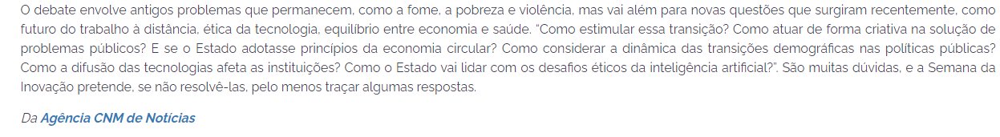 O debate envolve antigos problemas que permanecem, como a fome, a pobreza e violência, mas vai além para novas questões que surgiram recentemente, como
futuro do trabalho à distância, ética da tecnologia, equilíbrio entre economia e saúde. “Como estimular essa transição? Como atuar de forma criativa na solução de
problemas públicos? E se o Estado adotasse princípios da economia circular? Como considerar a dinâmica das transições demográficas nas políticas públicas?
Como a difusão das tecnologias afeta as instituições? Como o Estado vai lidar com os desafios éticos da inteligência artificial?”. São muitas dúvidas, e a Semana da
Inovação pretende, se não resolvê-las, pelo menos traçar algumas respostas.
Da Agência CNM de Notícias